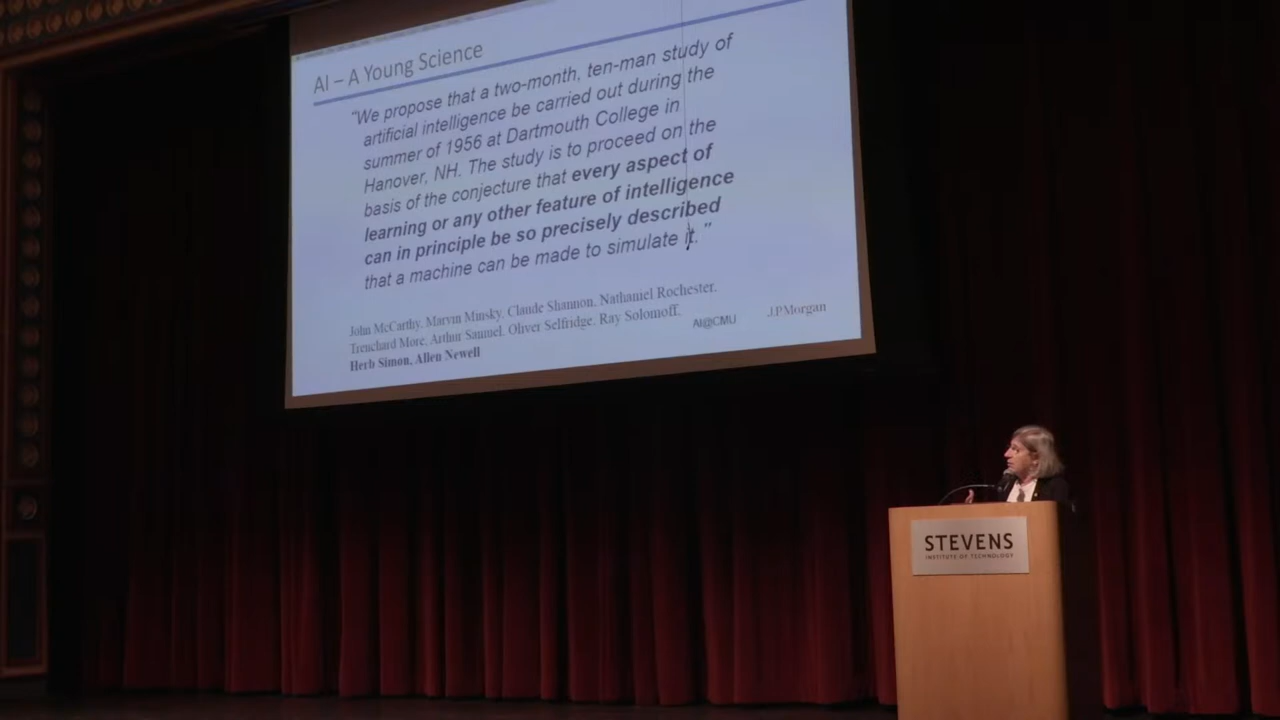 AI – A Young Science
"We propose that a two-month, ten-man study of
artificial intelligence be carried out during the
summer of 1956 at Dartmouth College in
Hanover, NH. The study is to proceed on the
basis of the conjecture that every aspect of
learning or any other feature of intelligence
can in principle be so precisely described
that a machine can be made to simulate it."
John McCarthy, Marvin Minsky, Claude Shannon, Nathaniel Rochester,
Trenchard More, Arthur Samuel, Oliver Selfridge, Ray Solomoff,
Herb Simon, Allen Newell
AI@CMU
J.P.Morgan
STEVENS
INSTITUTE OF TECHNOLOGY